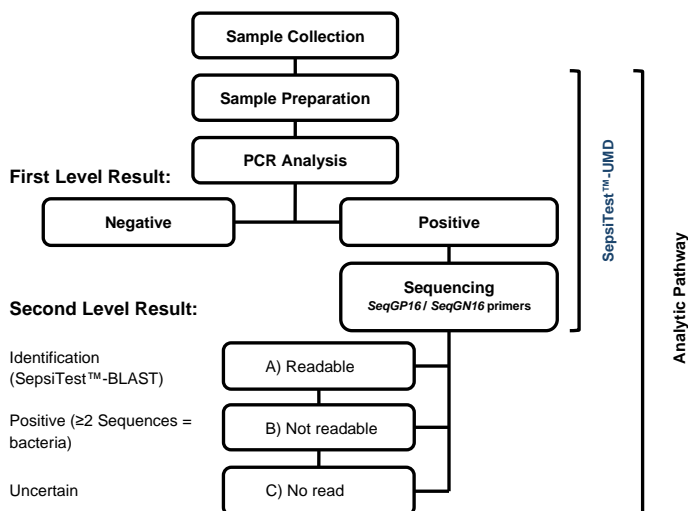 Sample Collection
Sample Preparation
PCR Analysis
First Level Result:
Negative
Positive
Sequencing
SeqGP16 / SeqGN16 primers
Second Level Result:
Identification
(SepsiTest™-BLAST)
A) Readable
Positive (≥2 Sequences =
bacteria)
B) Not readable
Uncertain
C) No read
SepsiTest™-UMD
Analytic Pathway